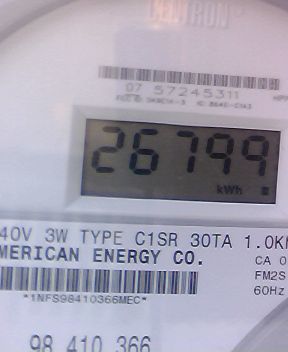 CENTRON
07 57245311
26799
kWh
40V 3W TYPE C1SR 30TA 1.0K
MERICAN ENERGY CO.
CA 0
FM2S
60Hz
*1NFS98410366MEC*
98 410 366